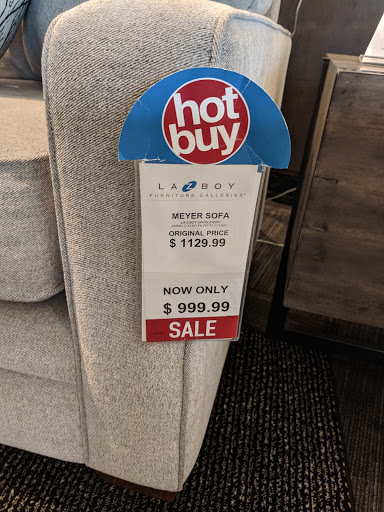 hot
buy
LA Z BOY
FURNITURE GALLERIES
MEYER SOFA
ORIGINAL PRICE
$ 1129.99
NOW ONLY
$ 999.99
SALE